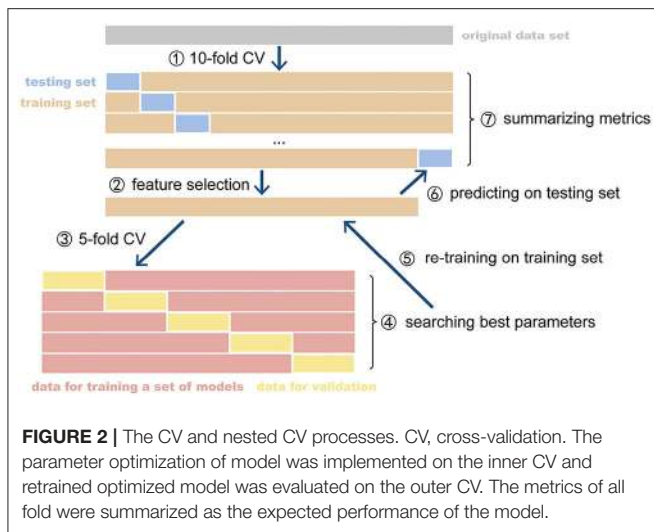 original data set
① 10-fold CV
testing set
training set
⑦ summarizing metrics
...
② feature selection
⑥ predicting on testing set
③ 5-fold CV
⑤ re-training on training set
④ searching best parameters
data for training a set of models data for validation
FIGURE 2 | The CV and nested CV processes. CV, cross-validation. The
parameter optimization of model was implemented on the inner CV and
retrained optimized model was evaluated on the outer CV. The metrics of all
fold were summarized as the expected performance of the model.